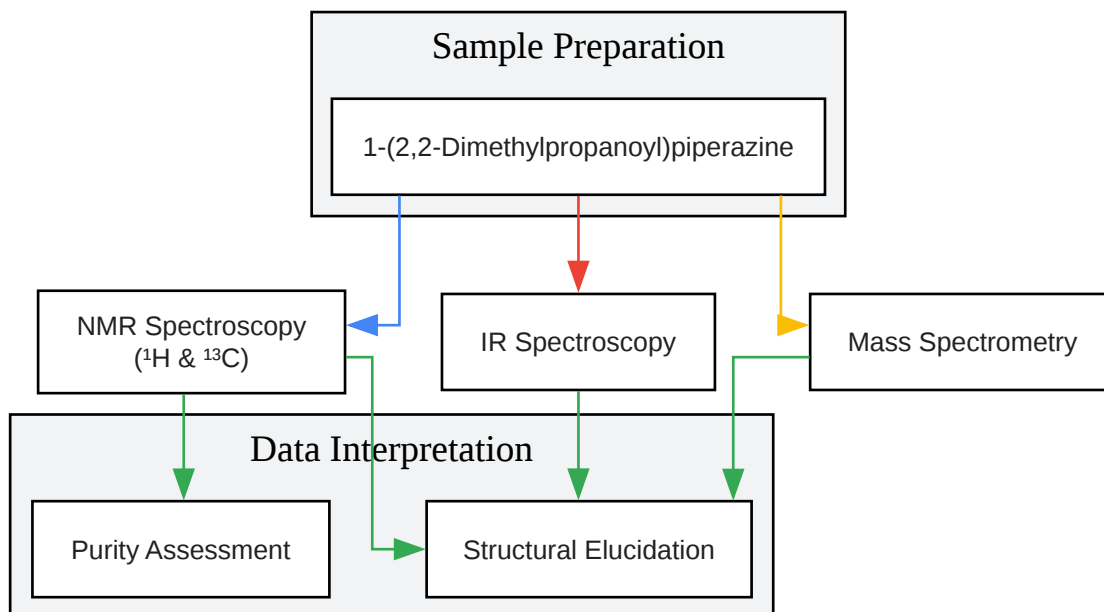 Sample Preparation
1-(2,2-Dimethylpropanoyl)piperazine
NMR Spectroscopy
(¹H & ¹³C)
IR Spectroscopy
Mass Spectrometry
Data Interpretation
Purity Assessment
Structural Elucidation